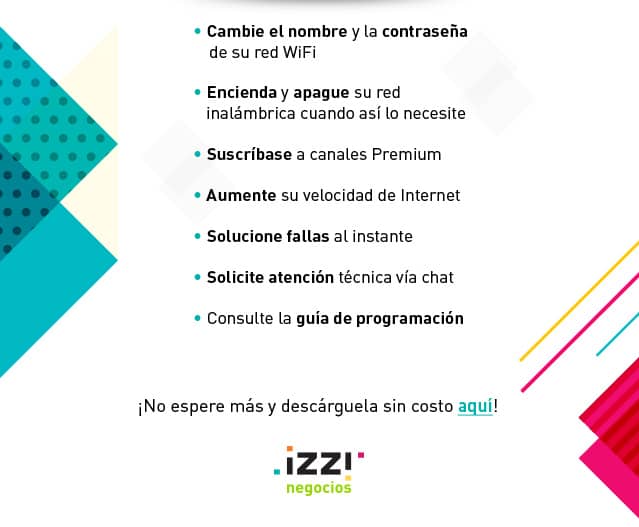 • Cambie el nombre y la contraseña
de su red WiFi
• Encienda y apague su red
inalámbrica cuando así lo necesite
• Suscríbase a canales Premium
• Aumente su velocidad de Internet
• Solucione fallas al instante
• Solicite atención técnica vía chat
• Consulte la guía de programación
¡No espere más y descárguela sin costo aquí!
izzi
negocios